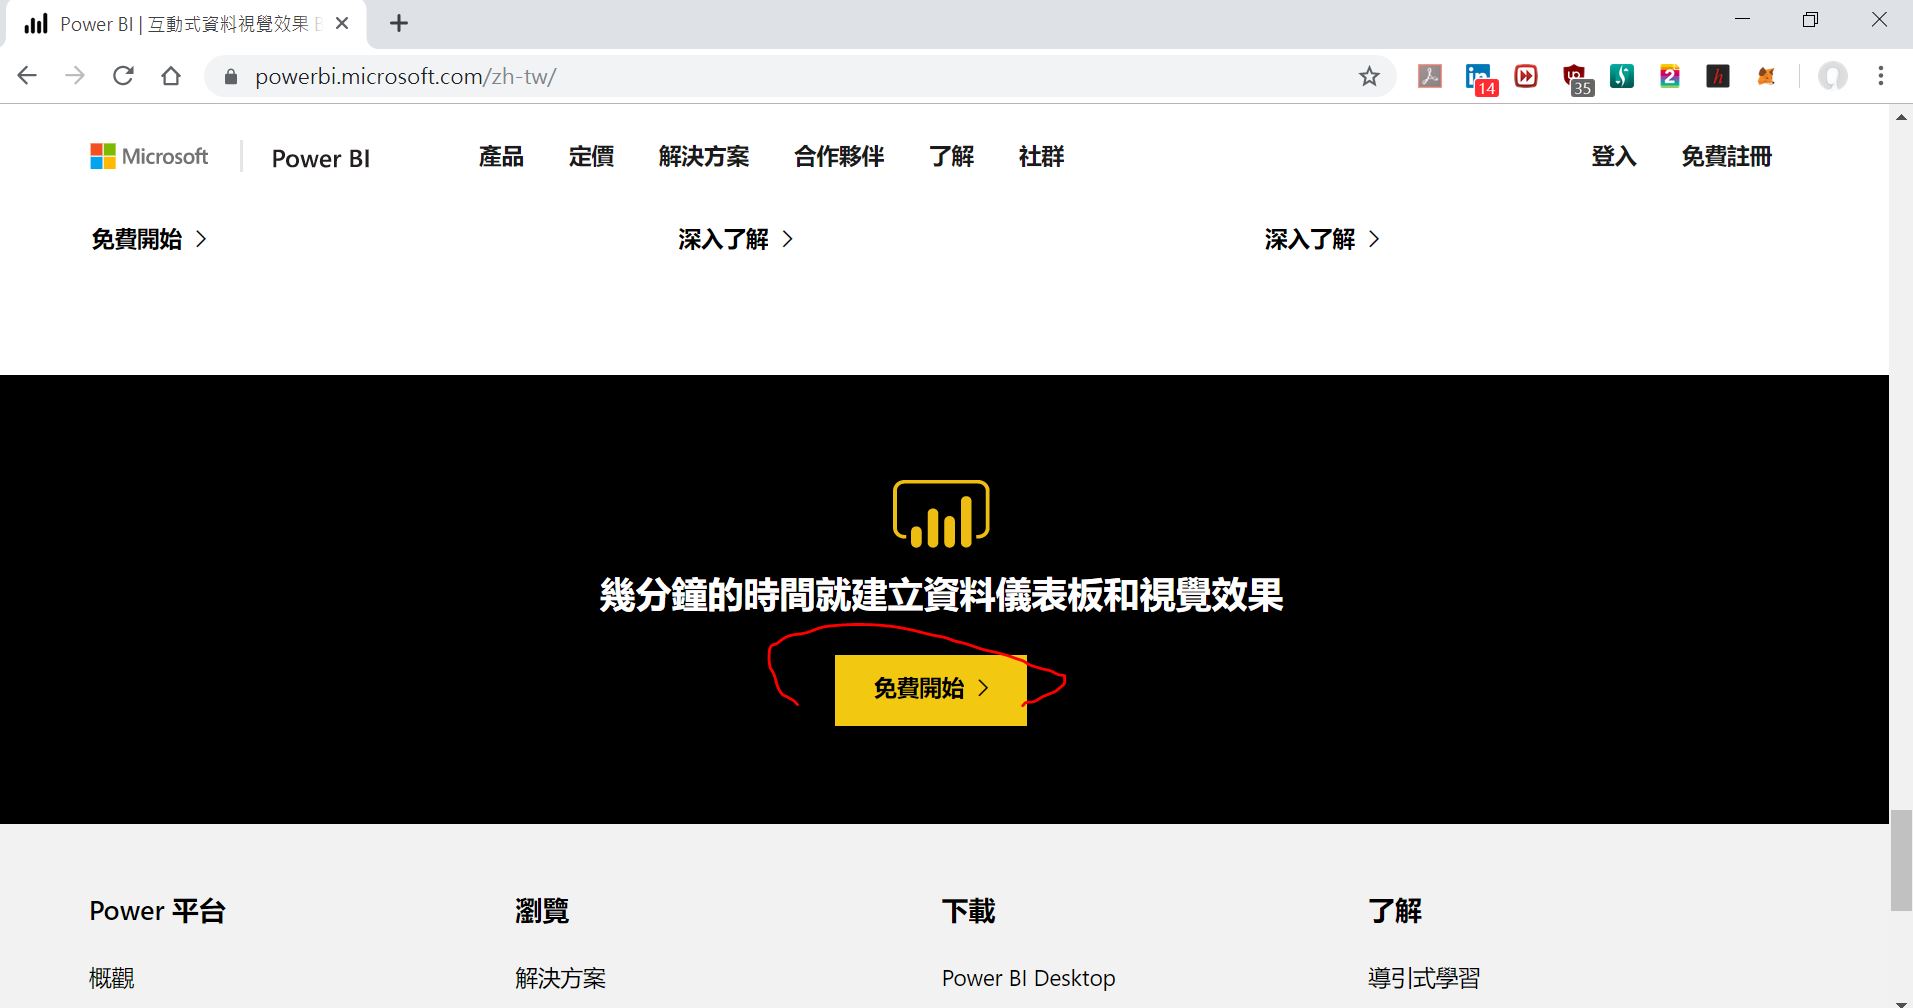 Power BI | 互動式資料視覺效果 B
powerbi.microsoft.com/zh-tw/
14
35
Microsoft
Power BI
產品
定價
解決方案
合作夥伴
了解
社群
登入
免費註冊
免費開始
深入了解
深入了解
幾分鐘的時間就建立資料儀表板和視覺效果
免費開始
Power 平台
瀏覽
下載
了解
概觀
解決方案
Power BI Desktop
導引式學習